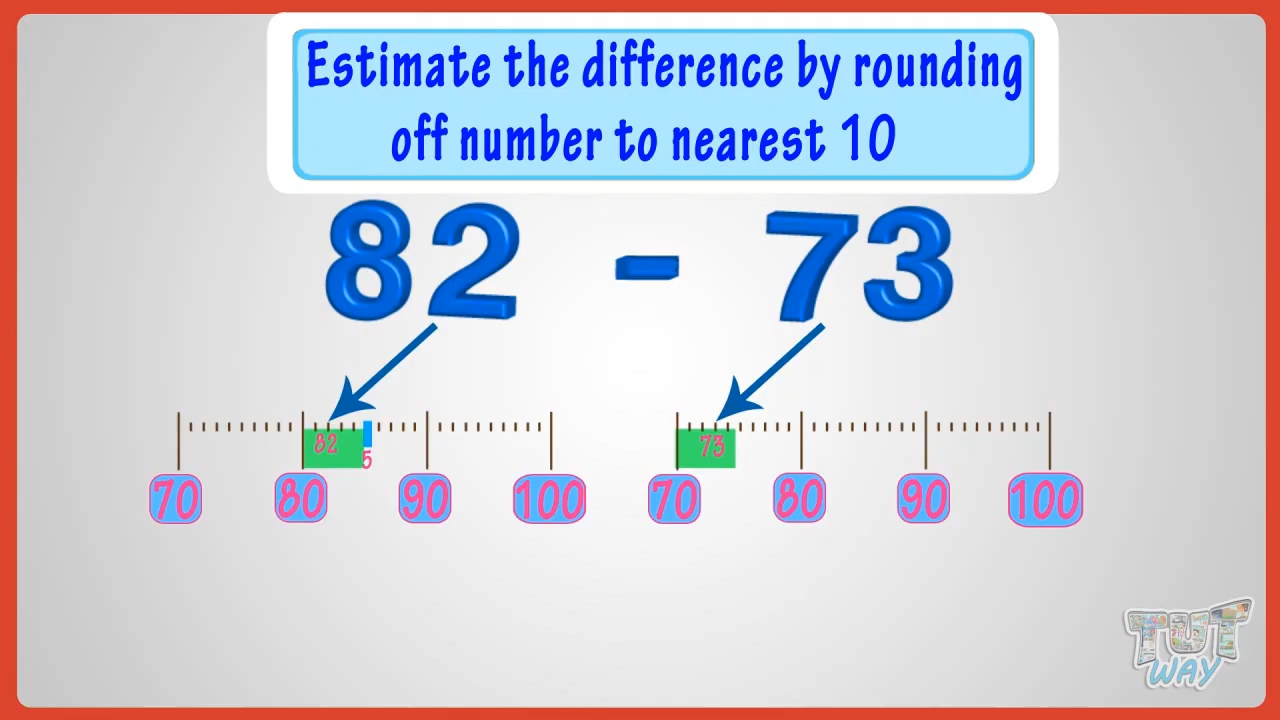 Estimate the difference by rounding
off number to nearest 10
82 - 73
82 73
5
70 80 90 100 70 80 90 100
TUT
WAY